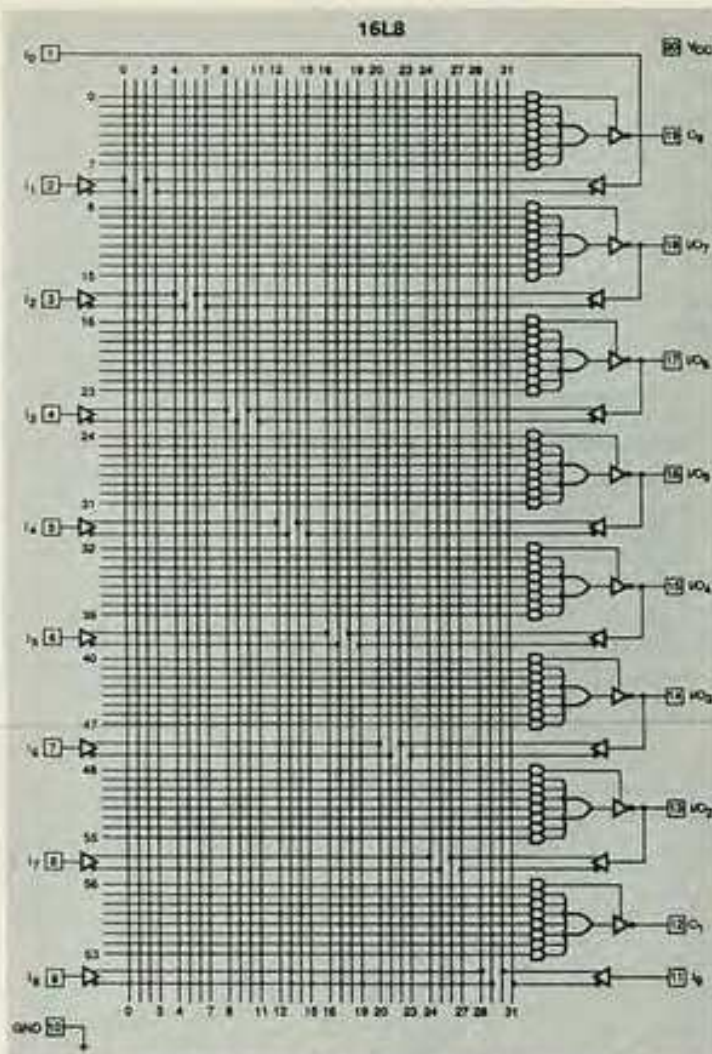 16L8
I₀ 1
20 VCC
0 3 4 7 8 11 12 15 16 19 20 23 24 27 28 31
0
19 O₈
7
I₁ 2
8
18 I/O₇
15
I₂ 3
16
17 I/O₆
23
I₃ 4
24
16 I/O₅
31
I₄ 5
32
15 I/O₄
39
I₅ 6
40
14 I/O₃
47
I₆ 7
48
13 I/O₂
55
I₇ 8
56
12 O₁
63
I₈ 9
11 I₉
0 3 4 7 8 11 12 15 16 19 20 23 24 27 28 31
GND 10